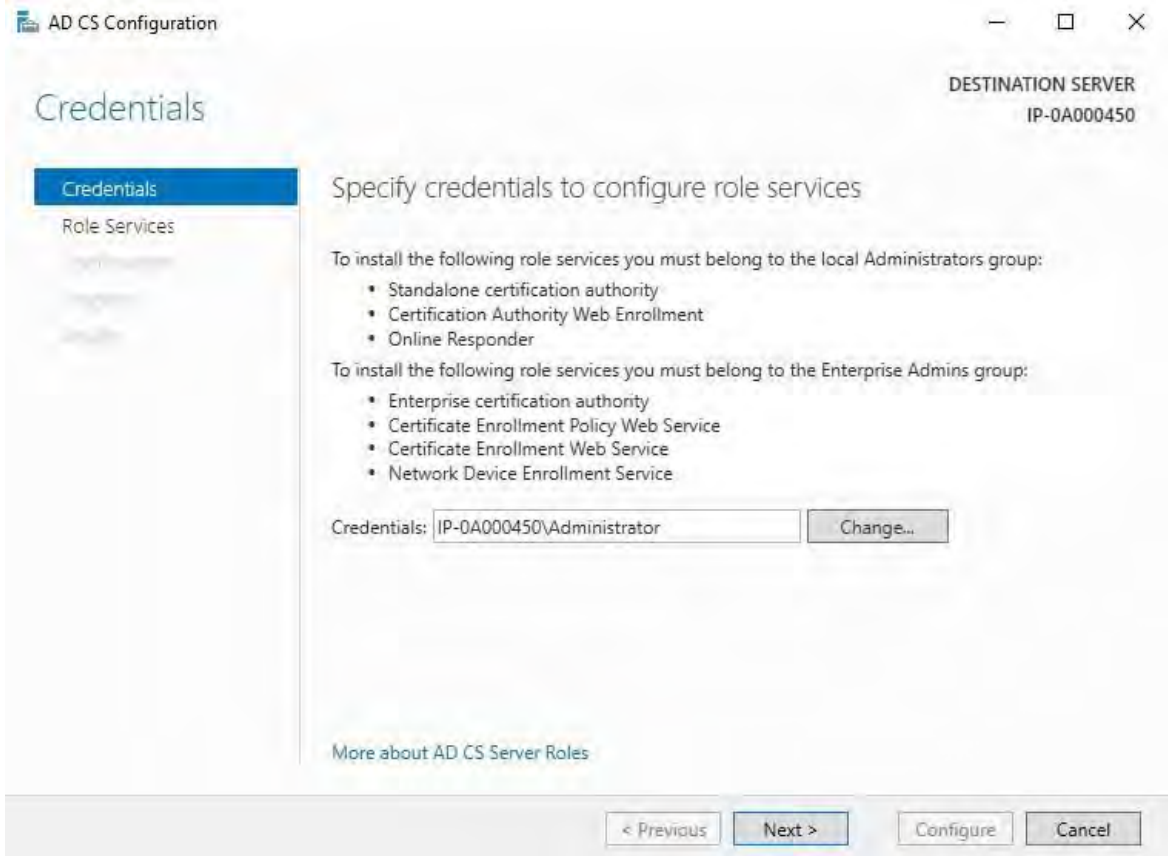 AD CS Configuration
DESTINATION SERVER
IP-0A000450
Credentials
Credentials
Role Services
Specify credentials to configure role services
To install the following role services you must belong to the local Administrators group:
• Standalone certification authority
• Certification Authority Web Enrollment
• Online Responder
To install the following role services you must belong to the Enterprise Admins group:
• Enterprise certification authority
• Certificate Enrollment Policy Web Service
• Certificate Enrollment Web Service
• Network Device Enrollment Service
Credentials: IP-0A000450\Administrator Change...
More about AD CS Server Roles
< Previous Next > Configure Cancel